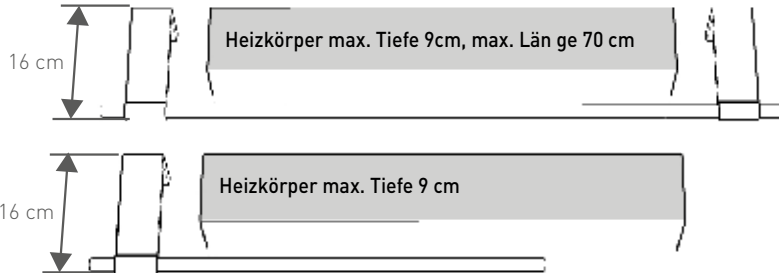 Heizkörper max. Tiefe 9cm, max. Län ge 70 cm
16 cm
Heizkörper max. Tiefe 9 cm
16 cm